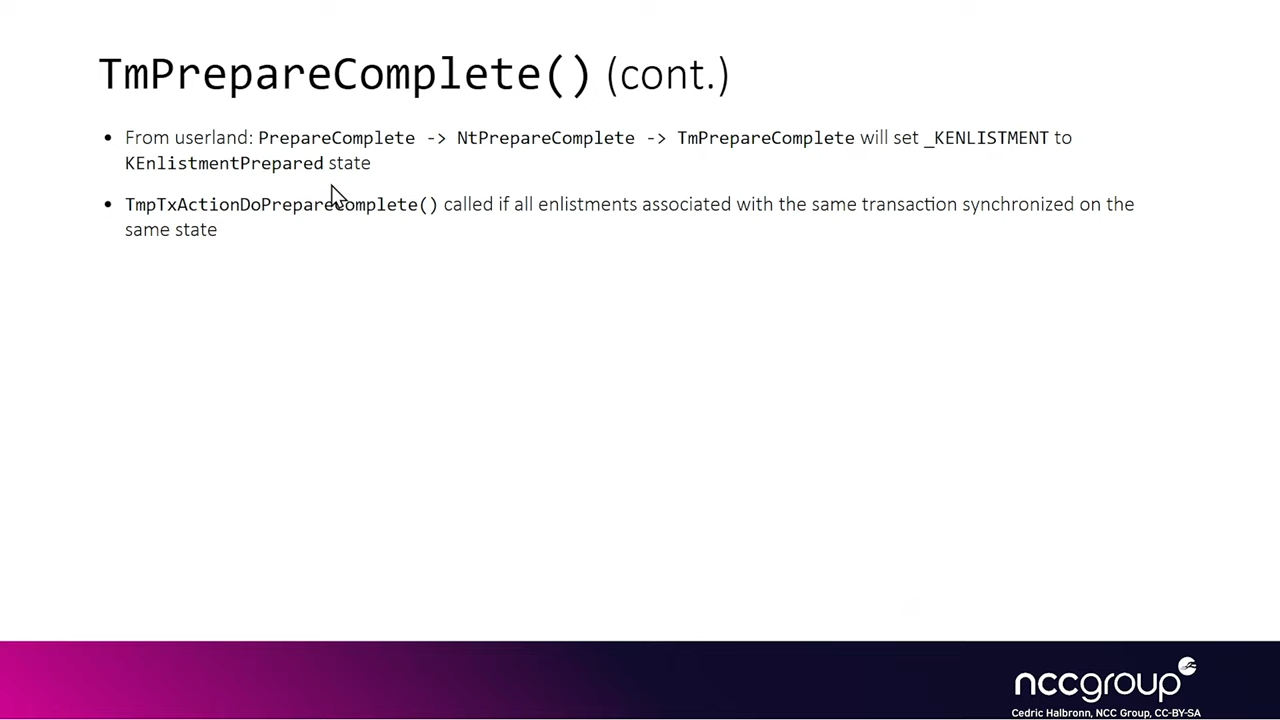 TmPrepareComplete() (cont.)
• From userland: PrepareComplete -> NtPrepareComplete -> TmPrepareComplete will set _KENLISTMENT to
KEnlistmentPrepared state
• TmpTxActionDoPrepareComplete() called if all enlistments associated with the same transaction synchronized on the
same state
nccgroup
Cedric Halbronn, NCC Group, CC-BY-SA